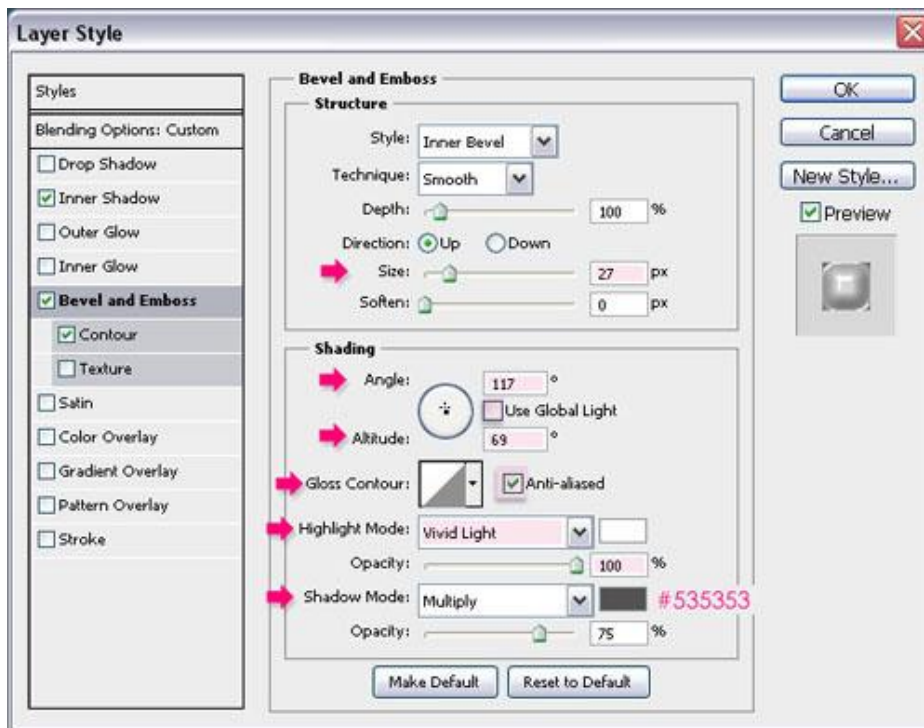 Layer Style
Styles
Blending Options: Custom
Drop Shadow
Inner Shadow
Outer Glow
Inner Glow
Bevel and Emboss
Contour
Texture
Satin
Color Overlay
Gradient Overlay
Pattern Overlay
Stroke
Bevel and Emboss
Structure
Style: Inner Bevel
Technique: Smooth
Depth: 100 %
Direction: Up Down
Size: 27 px
Soften: 0 px
Shading
Angle: 117 °
Use Global Light
Altitude: 69 °
Gloss Contour: Anti-aliased
Highlight Mode: Vivid Light
Opacity: 100 %
Shadow Mode: Multiply #535353
Opacity: 75 %
Make Default Reset to Default
OK
Cancel
New Style...
Preview